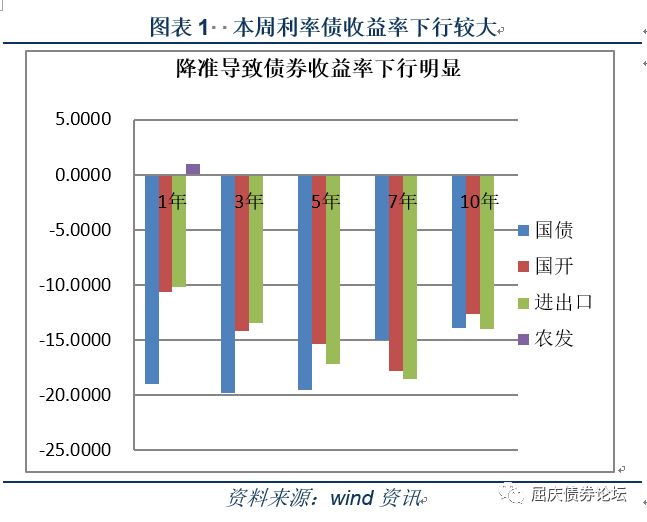 图表 1·· 本周利率债收益率下行较大
降准导致债券收益率下行明显
5.0000
0.0000
-5.0000
-10.0000
-15.0000
-20.0000
-25.0000
1年 3年 5年 7年 10年
国债
国开
进出口
农发
资料来源：wind 资讯
屈庆债券论坛